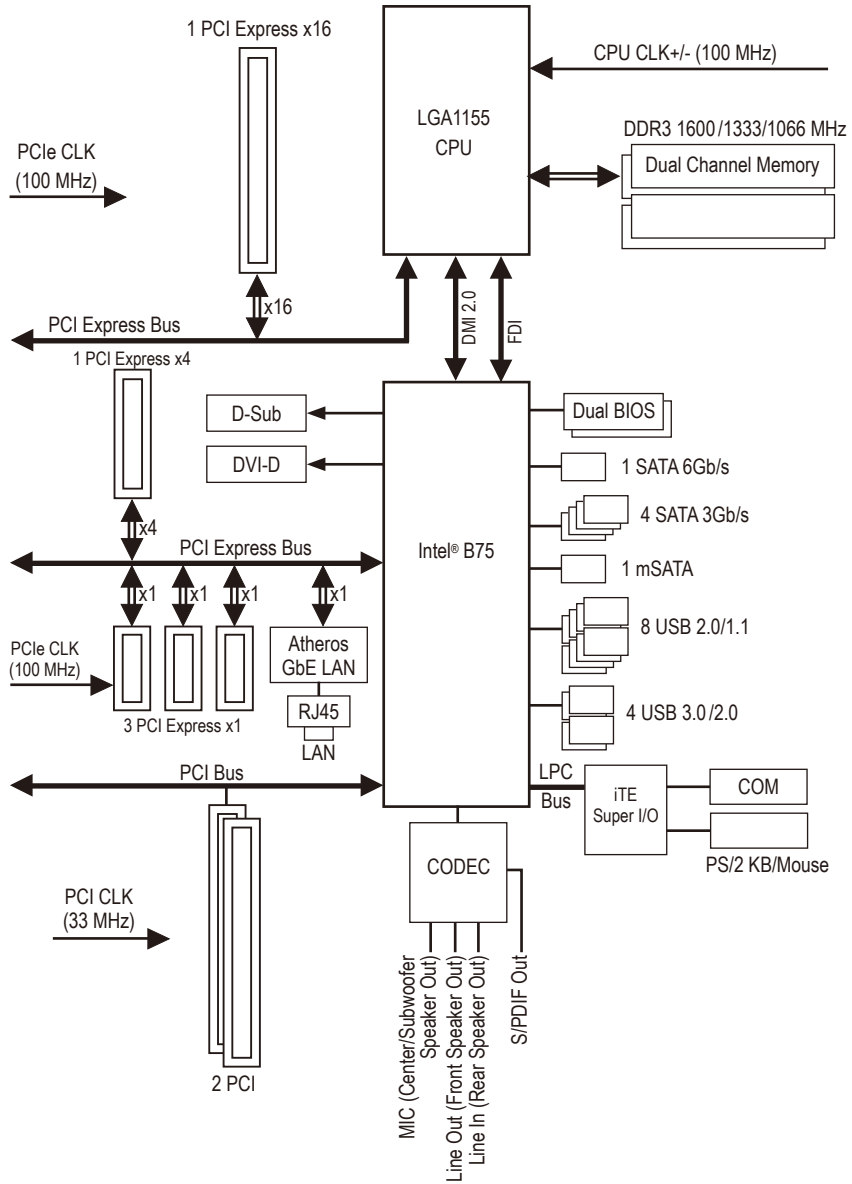 1 PCI Express x16
CPU CLK+/- (100 MHz)
LGA1155
CPU
DDR3 1600/1333/1066 MHz
Dual Channel Memory
PCIe CLK
(100 MHz)
x16
PCI Express Bus
DMI 2.0
FDI
1 PCI Express x4
D-Sub
DVI-D
Dual BIOS
1 SATA 6Gb/s
4 SATA 3Gb/s
x4
PCI Express Bus
Intel® B75
1 mSATA
x1
x1
x1
x1
8 USB 2.0/1.1
PCIe CLK
(100 MHz)
Atheros
GbE LAN
RJ45
LAN
3 PCI Express x1
4 USB 3.0/2.0
PCI Bus
LPC
Bus
iTE
Super I/O
COM
PS/2 KB/Mouse
CODEC
PCI CLK
(33 MHz)
2 PCI
MIC (Center/Subwoofer
Speaker Out)
Line Out (Front Speaker Out)
Line In (Rear Speaker Out)
S/PDIF Out